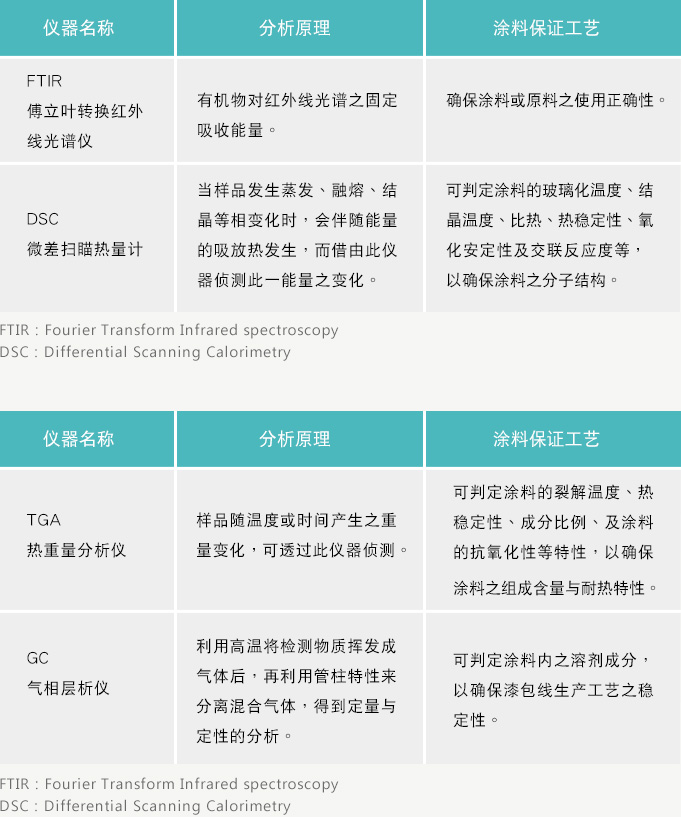 仪器名称
分析原理
涂料保证工艺
FTIR
傅立叶转换红外
线光谱仪
有机物对红外线光谱之固定
吸收能量。
确保涂料或原料之使用正确性。
DSC
微差扫瞄热量计
当样品发生蒸发、融熔、结
晶等相变化时，会伴随能量
的吸放热发生，而借由此仪
器侦测此一能量之变化。
可判定涂料的玻璃化温度、结
晶温度、比热、热稳定性、氧
化安定性及交联反应度等，
以确保涂料之分子结构。
FTIR : Fourier Transform Infrared spectroscopy
DSC : Differential Scanning Calorimetry
仪器名称
分析原理
涂料保证工艺
TGA
热重量分析仪
样品随温度或时间产生之重
量变化，可透过此仪器侦测。
可判定涂料的裂解温度、热
稳定性、成分比例、及涂料
的抗氧化性等特性，以确保
涂料之组成含量与耐热特性。
GC
气相层析仪
利用高温将检测物质挥发成
气体后，再利用管柱特性来
分离混合气体，得到定量与
定性的分析。
可判定涂料内之溶剂成分，
以确保漆包线生产工艺之稳
定性。
FTIR : Fourier Transform Infrared spectroscopy
DSC : Differential Scanning Calorimetry